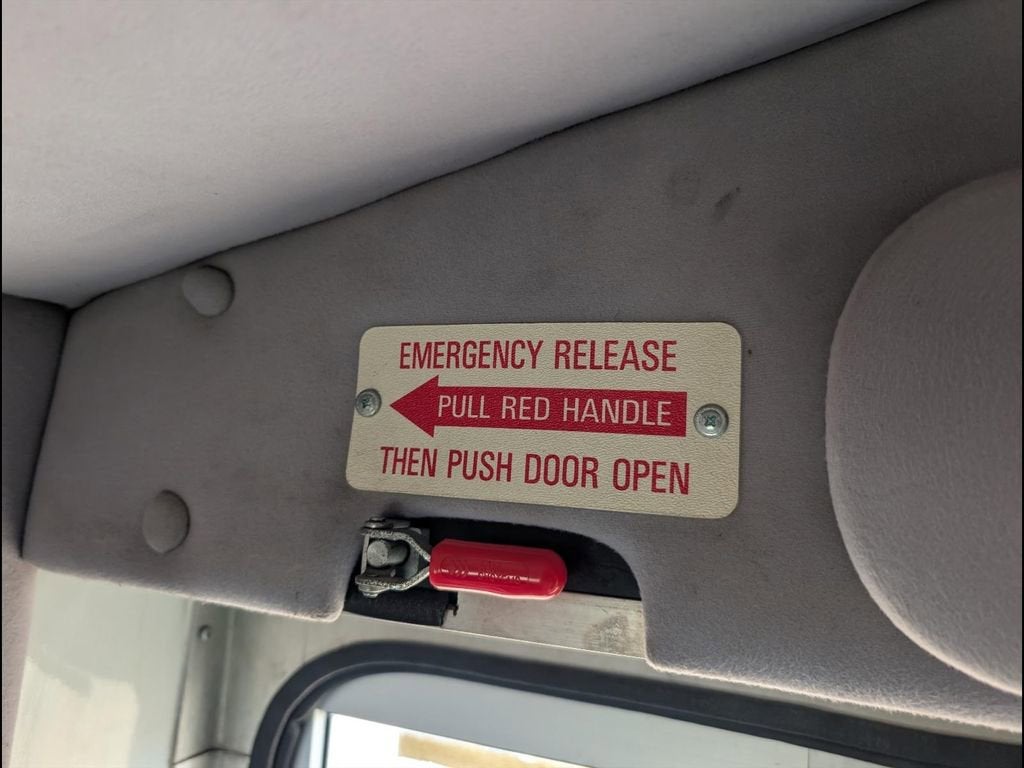 EMERGENCY RELEASE
PULL RED HANDLE
THEN PUSH DOOR OPEN